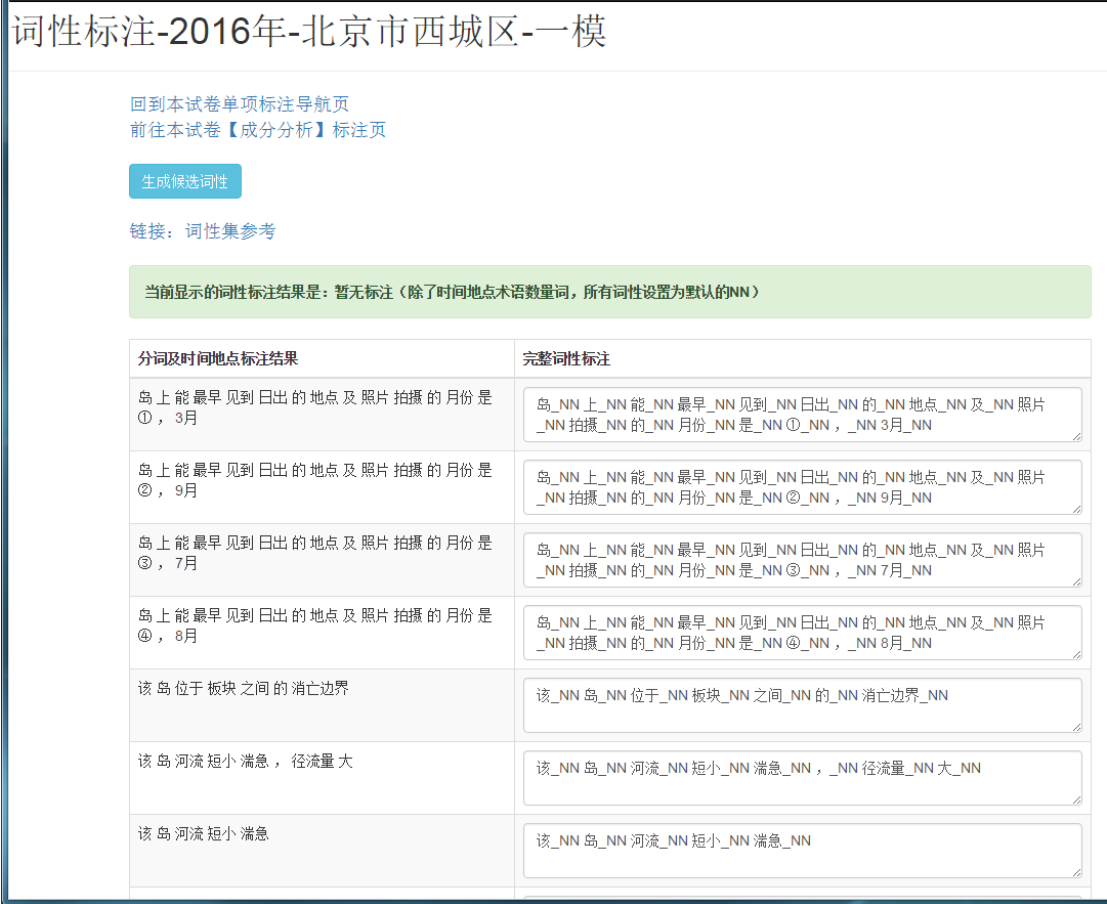 词性标注-2016年-北京市西城区-一模
回到本试卷单项标注导航页
前往本试卷【成分分析】标注页
生成候选词性
链接：词性集参考
当前显示的词性标注结果是：暂无标注（除了时间地点术语数量词，所有词性设置为默认的NN）
分词及时间地点标注结果
完整词性标注
岛 上 能 最早 见到 日出 的 地点 及 照片 拍摄 的 月份 是
① ， 3月
岛_NN 上_NN 能_NN 最早_NN 见到_NN 日出_NN 的_NN 地点_NN 及_NN 照片
_NN 拍摄_NN 的_NN 月份_NN 是_NN ①_NN ，_NN 3月_NN
岛 上 能 最早 见到 日出 的 地点 及 照片 拍摄 的 月份 是
② ， 9月
岛_NN 上_NN 能_NN 最早_NN 见到_NN 日出_NN 的_NN 地点_NN 及_NN 照片
_NN 拍摄_NN 的_NN 月份_NN 是_NN ②_NN ，_NN 9月_NN
岛 上 能 最早 见到 日出 的 地点 及 照片 拍摄 的 月份 是
③ ， 7月
岛_NN 上_NN 能_NN 最早_NN 见到_NN 日出_NN 的_NN 地点_NN 及_NN 照片
_NN 拍摄_NN 的_NN 月份_NN 是_NN ③_NN ，_NN 7月_NN
岛 上 能 最早 见到 日出 的 地点 及 照片 拍摄 的 月份 是
④ ， 8月
岛_NN 上_NN 能_NN 最早_NN 见到_NN 日出_NN 的_NN 地点_NN 及_NN 照片
_NN 拍摄_NN 的_NN 月份_NN 是_NN ④_NN ，_NN 8月_NN
该 岛 位于 板块 之间 的 消亡边界
该_NN 岛_NN 位于_NN 板块_NN 之间_NN 的_NN 消亡边界_NN
该 岛 河流 短小 湍急 ， 径流量 大
该_NN 岛_NN 河流_NN 短小_NN 湍急_NN ，_NN 径流量_NN 大_NN
该 岛 河流 短小 湍急
该_NN 岛_NN 河流_NN 短小_NN 湍急_NN